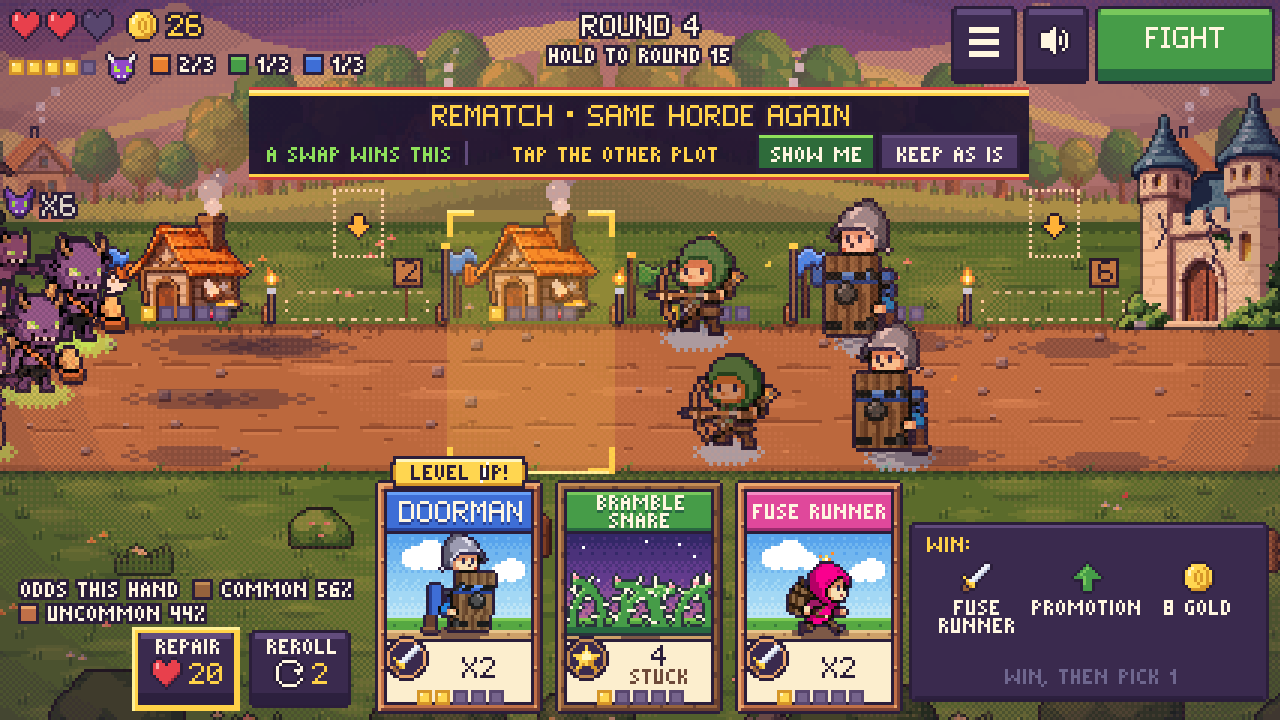 26
2/3
1/3
1/3
ROUND 4
HOLD TO ROUND 15
FIGHT
REMATCH • SAME HORDE AGAIN
A SWAP WINS THIS
TAP THE OTHER PLOT
SHOW ME
KEEP AS IS
X6
2
6
LEVEL UP!
DOORMAN
X2
BRAMBLE
SNARE
4
STUCK
FUSE RUNNER
X2
ODDS THIS HAND COMMON 56%
UNCOMMON 44%
REPAIR
20
REROLL
2
WIN:
FUSE
RUNNER
PROMOTION
8 GOLD
WIN, THEN PICK 1